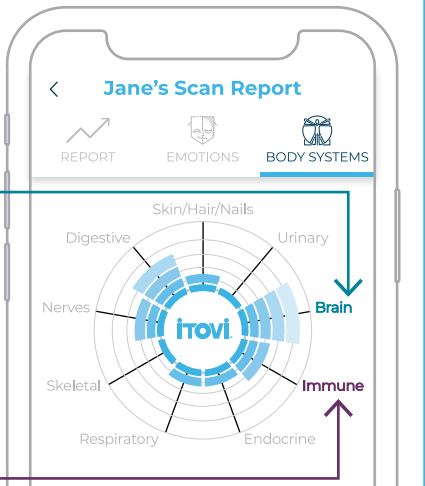 Jane's Scan Report
REPORT
EMOTIONS
BODY SYSTEMS
Skin/Hair/Nails
Digestive
Urinary
Nerves
iTOVi
Brain
Skeletal
Immune
Respiratory
Endocrine